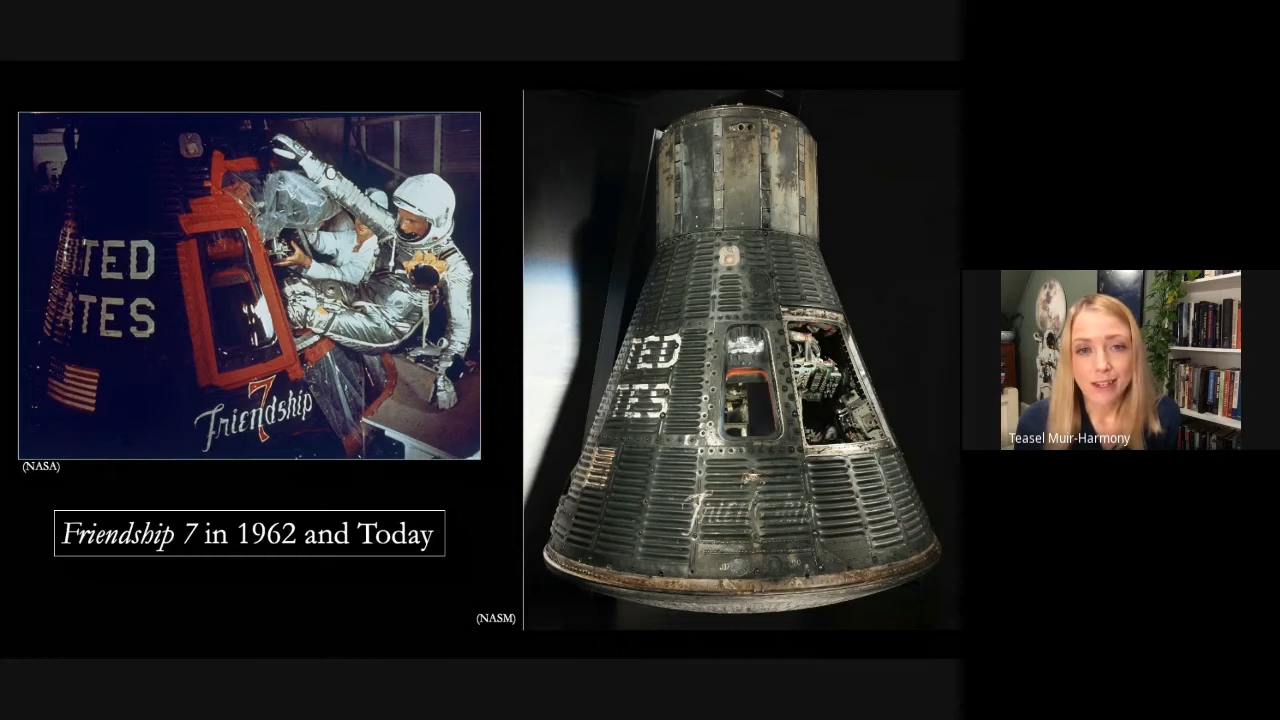 TED
TES
7
Friendship
(NASA)
Friendship 7 in 1962 and Today
(NASM)
TED
TES
Teasel Muir-Harmony